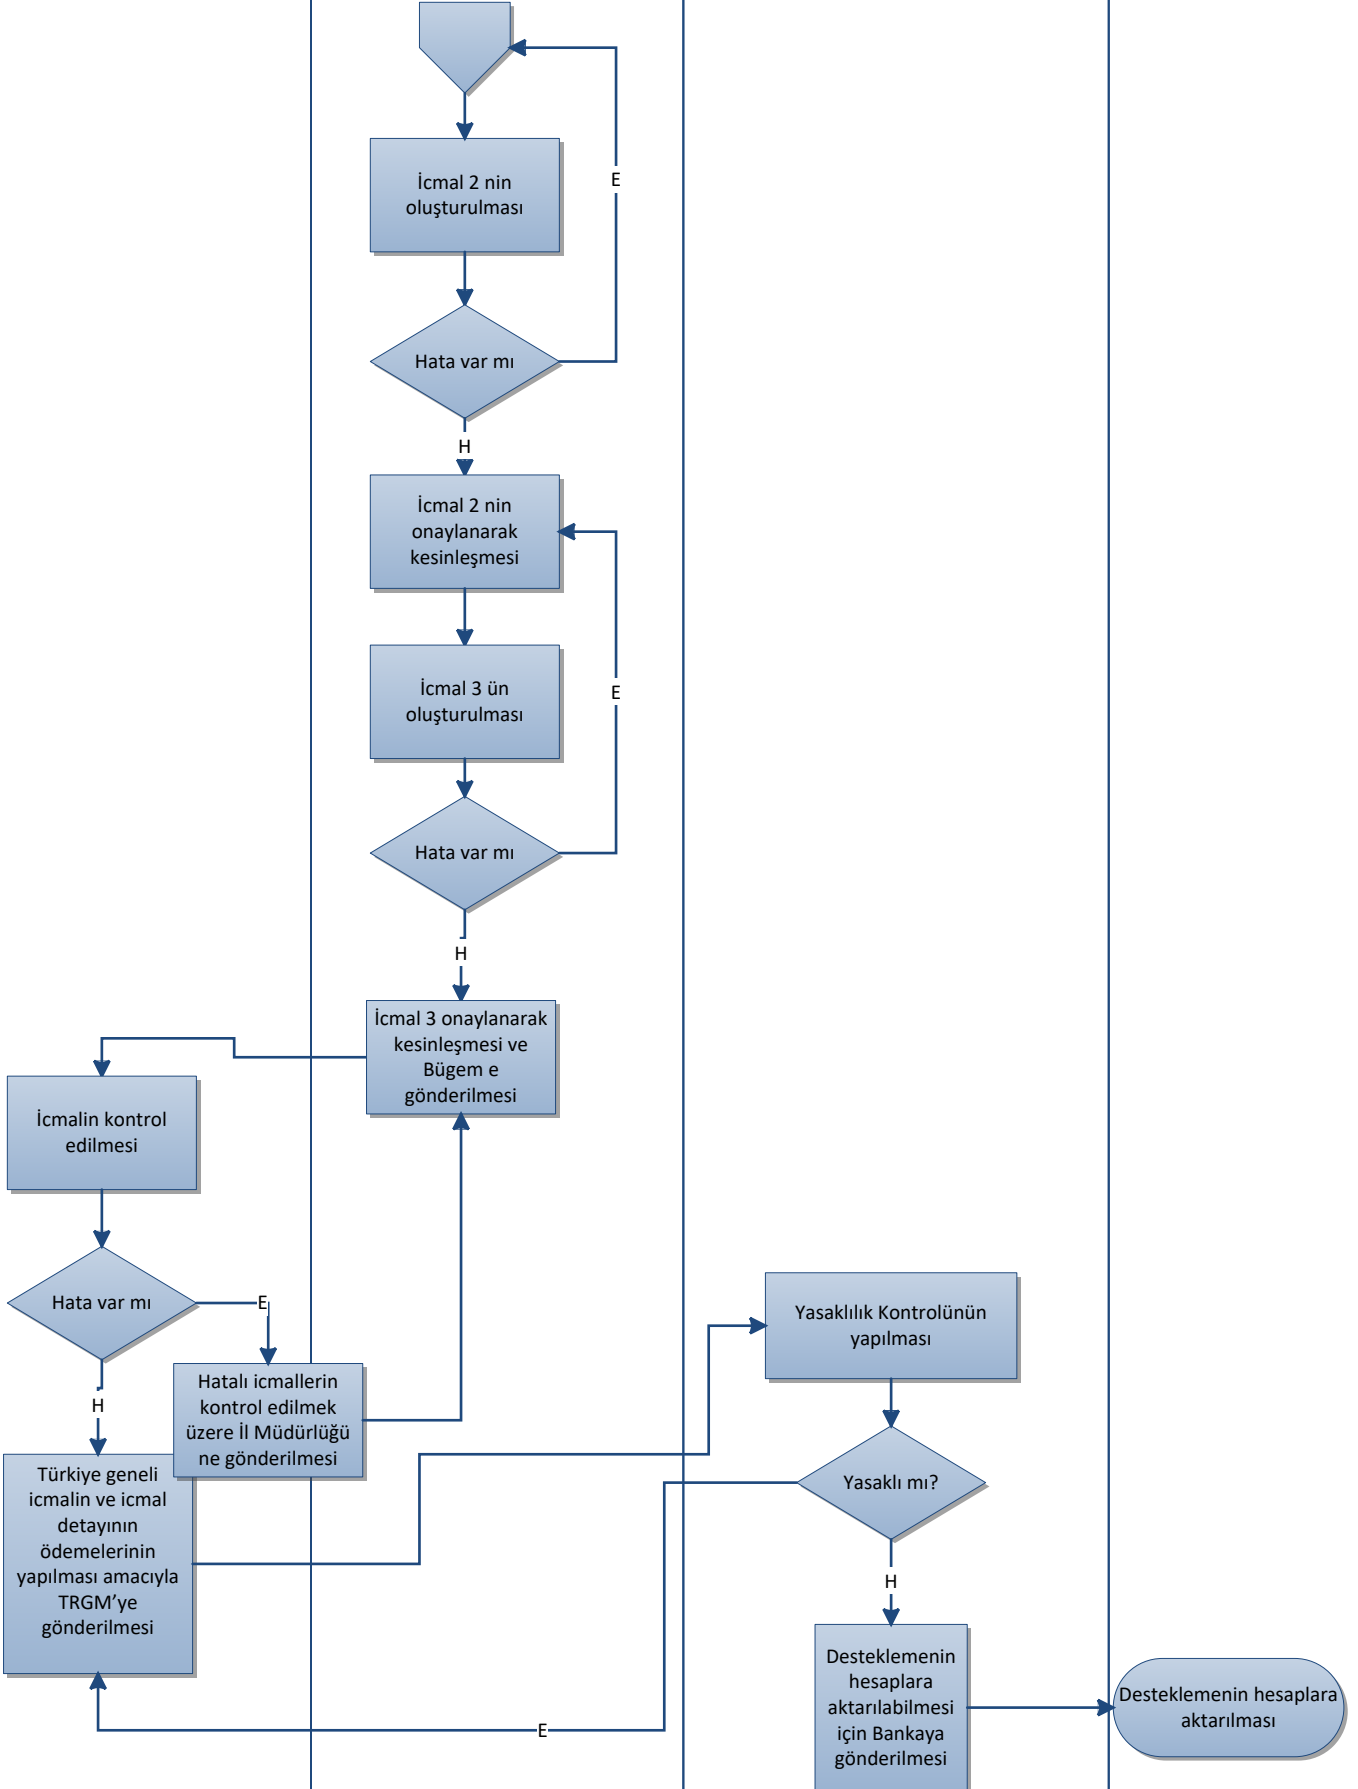 İcmal 2 nin
oluşturulması
E
Hata var mı
H
İcmal 2 nin
onaylanarak
kesinleşmesi
İcmal 3 ün
oluşturulması
E
Hata var mı
H
İcmal 3 onaylanarak
kesinleşmesi ve
Bügem e
gönderilmesi
İcmalin kontrol
edilmesi
Hata var mı
E
H
Hatalı icmallerin
kontrol edilmek
üzere İl Müdürlüğü
ne gönderilmesi
Türkiye geneli
icmalin ve icmal
detayının
ödemelerinin
yapılması amacıyla
TRGM’ye
gönderilmesi
Yasaklılık Kontrolünün
yapılması
Yasaklı mı?
E
H
Desteklemenin
hesaplara
aktarılabilmesi
için Bankaya
gönderilmesi
Desteklemenin hesaplara
aktarılması